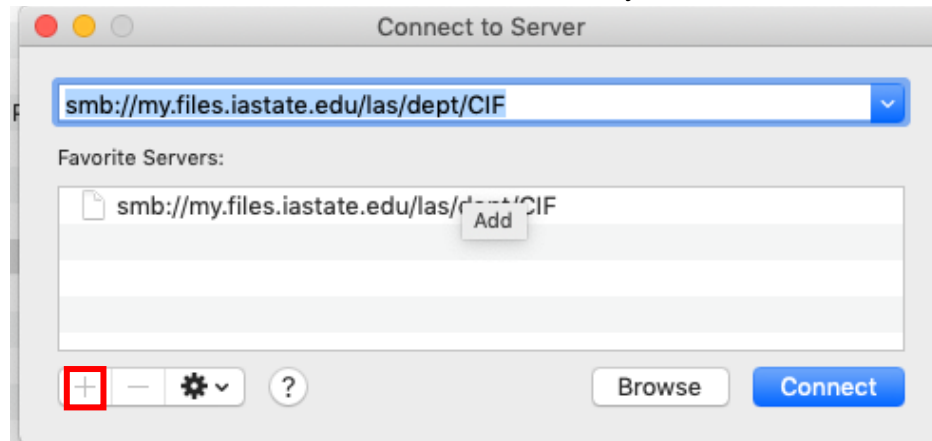 Connect to Server
smb://my.files.iastate.edu/las/dept/CIF
Favorite Servers:
smb://my.files.iastate.edu/las/dept/CIF
Add
+ − ? Browse Connect